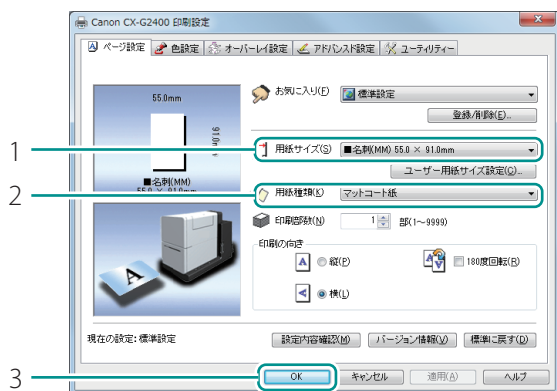 Canon CX-G2400 印刷設定
ページ設定 色設定 オーバーレイ設定 アドバンスド設定 ユーティリティー
55.0mm
91.0mm
■名刺(MM)
55.0 × 91.0mm
お気に入り(F) 標準設定
登録/削除(E)...
1
用紙サイズ(S) ■名刺(MM) 55.0 × 91.0mm
ユーザー用紙サイズ設定(C)...
2
用紙種類(K) マットコート紙
印刷部数(N) 1 部(1~9999)
印刷の向き
A 縦(P) 180度回転(R)
A 横(L)
A
現在の設定: 標準設定 設定内容確認(M) バージョン情報(V) 標準に戻す(D)
3
OK キャンセル 適用(A) ヘルプ